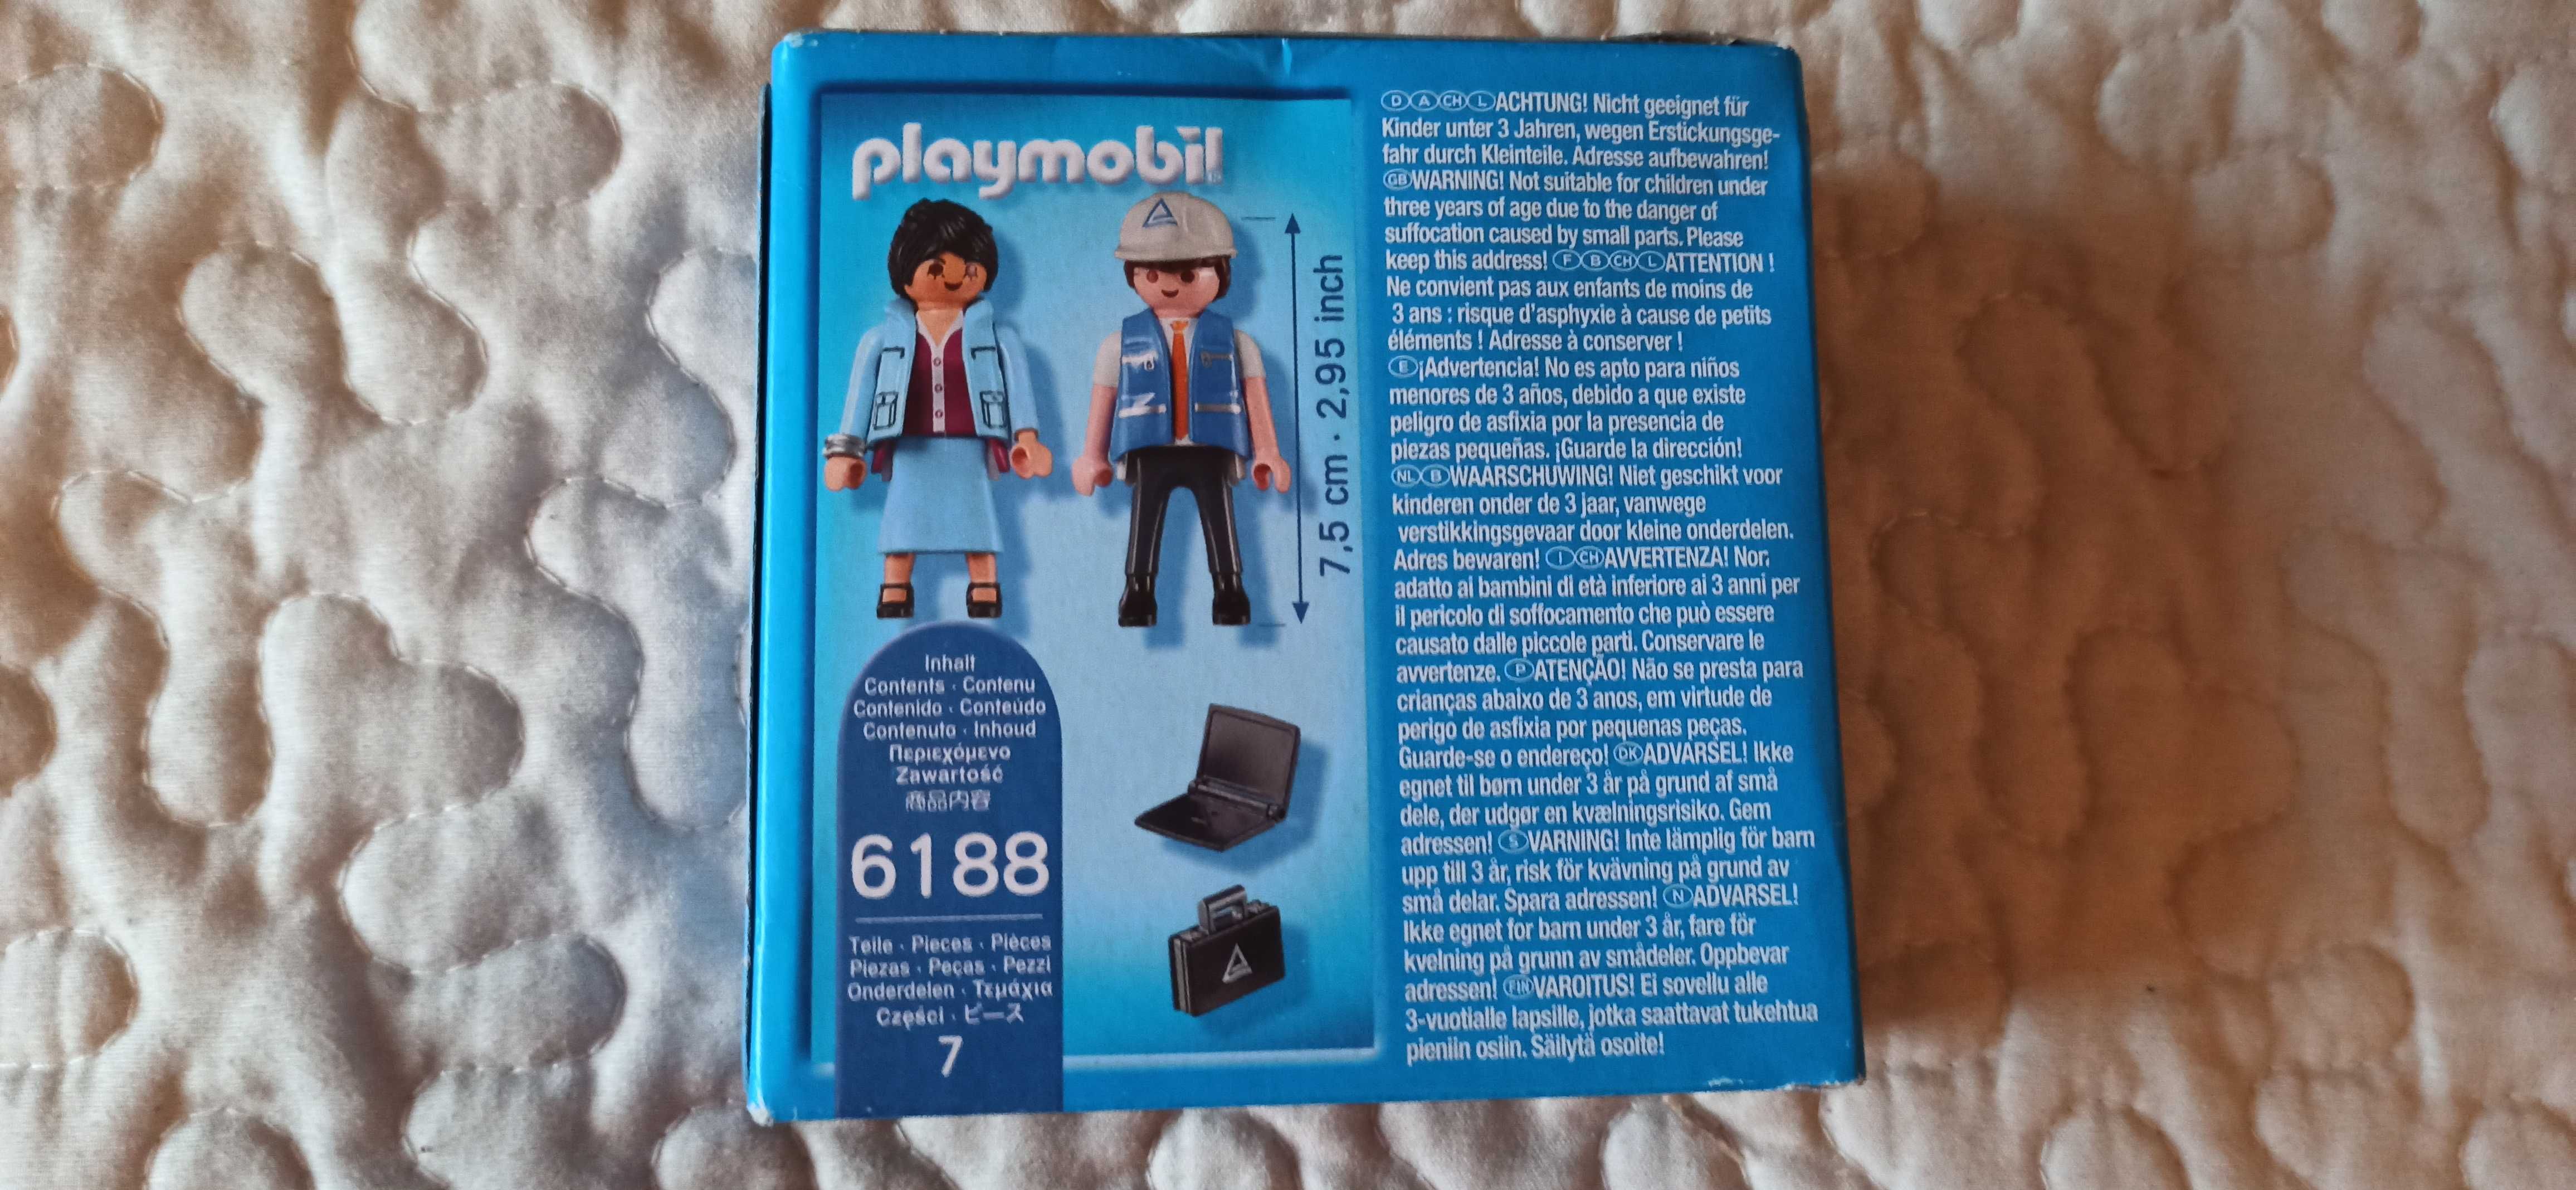 playmobil
7,5 cm · 2,95 inch
Inhalt
Contents · Contenu
Contenido · Conteúdo
Contenuto · Inhoud
Περιεχόμενο
Zawartość
商品内容
6188
Teile · Pieces · Pièces
Piezas · Peças · Pezzi
Onderdelen · Τεμάχια
Części · ピース
7
D A CH L ACHTUNG! Nicht geeignet für
Kinder unter 3 Jahren, wegen Erstickungsge-
fahr durch Kleinteile. Adresse aufbewahren!
GB WARNING! Not suitable for children under
three years of age due to the danger of
suffocation caused by small parts. Please
keep this address! F B CH L ATTENTION !
Ne convient pas aux enfants de moins de
3 ans : risque d'asphyxie à cause de petits
éléments ! Adresse à conserver !
E ¡Advertencia! No es apto para niños
menores de 3 años, debido a que existe
peligro de asfixia por la presencia de
piezas pequeñas. ¡Guarde la dirección!
NL B WAARSCHUWING! Niet geschikt voor
kinderen onder de 3 jaar, vanwege
verstikkingsgevaar door kleine onderdelen.
Adres bewaren! I CH AVVERTENZA! Non
adatto ai bambini di età inferiore ai 3 anni per
il pericolo di soffocamento che può essere
causato dalle piccole parti. Conservare le
avvertenze. P ATENÇÃO! Não se presta para
crianças abaixo de 3 anos, em virtude de
perigo de asfixia por pequenas peças.
Guarde-se o endereço! DK ADVARSEL! Ikke
egnet til børn under 3 år på grund af små
dele, der udgør en kvælningsrisiko. Gem
adressen! S VARNING! Inte lämplig för barn
upp till 3 år, risk för kvävning på grund av
små delar. Spara adressen! N ADVARSEL!
Ikke egnet for barn under 3 år, fare för
kvelning på grunn av smådeler. Oppbevar
adressen! FIN VAROITUS! Ei sovellu alle
3-vuotialle lapsille, jotka saattavat tukehtua
pieniin osiin. Säilytä osoite!